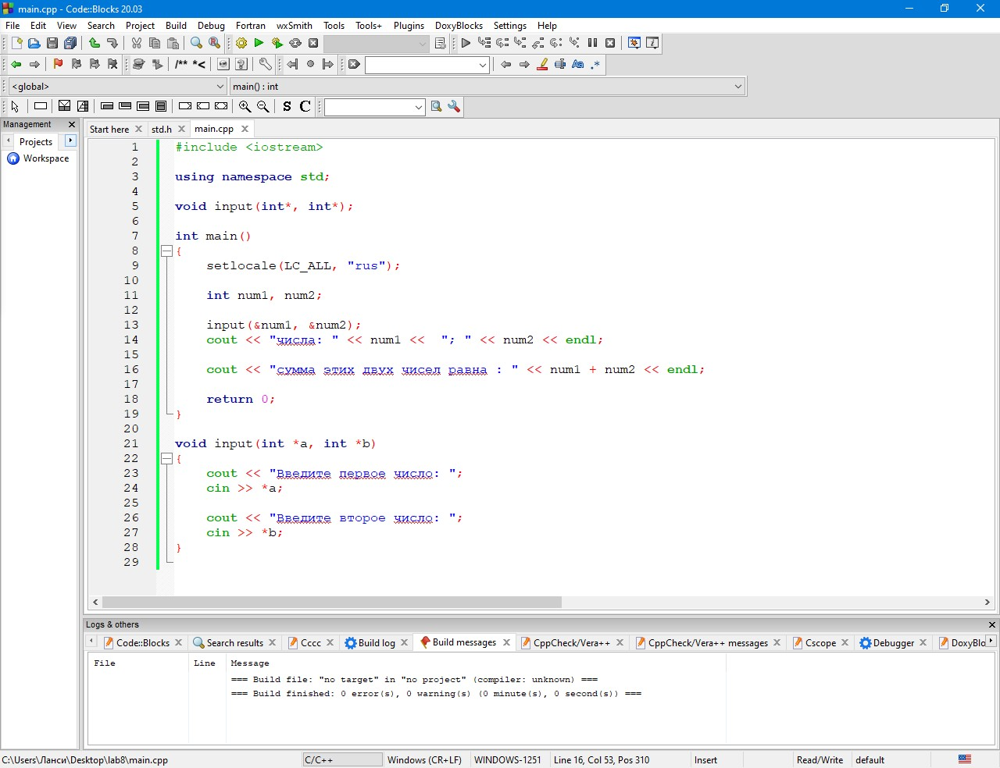 main.cpp - Code::Blocks 20.03
File Edit View Search Project Build Debug Fortran wxSmith Tools Tools+ Plugins DoxyBlocks Settings Help
/** *<
Aa .*
<global> main() : int
S C
Management
Start here std.h main.cpp
Projects
Workspace
1 #include <iostream>
2
3 using namespace std;
4
5 void input(int*, int*);
6
7 int main()
8 {
9 setlocale(LC_ALL, "rus");
10
11 int num1, num2;
12
13 input(&num1, &num2);
14 cout << "числа: " << num1 <<  "; " << num2 << endl;
15
16 cout << "сумма этих двух чисел равна : " << num1 + num2 << endl;
17
18 return 0;
19 }
20
21 void input(int *a, int *b)
22 {
23 cout << "Введите первое число: ";
24 cin >> *a;
25
26 cout << "Введите второе число: ";
27 cin >> *b;
28 }
29
Logs & others
Code::Blocks Search results Cccc Build log Build messages CppCheck/Vera++ CppCheck/Vera++ messages Cscope Debugger DoxyBlo
File Line Message
=== Build file: "no target" in "no project" (compiler: unknown) ===
=== Build finished: 0 error(s), 0 warning(s) (0 minute(s), 0 second(s)) ===
C:\Users\Ланси\Desktop\lab8\main.cpp C/C++ Windows (CR+LF) WINDOWS-1251 Line 16, Col 53, Pos 310 Insert Read/Write default